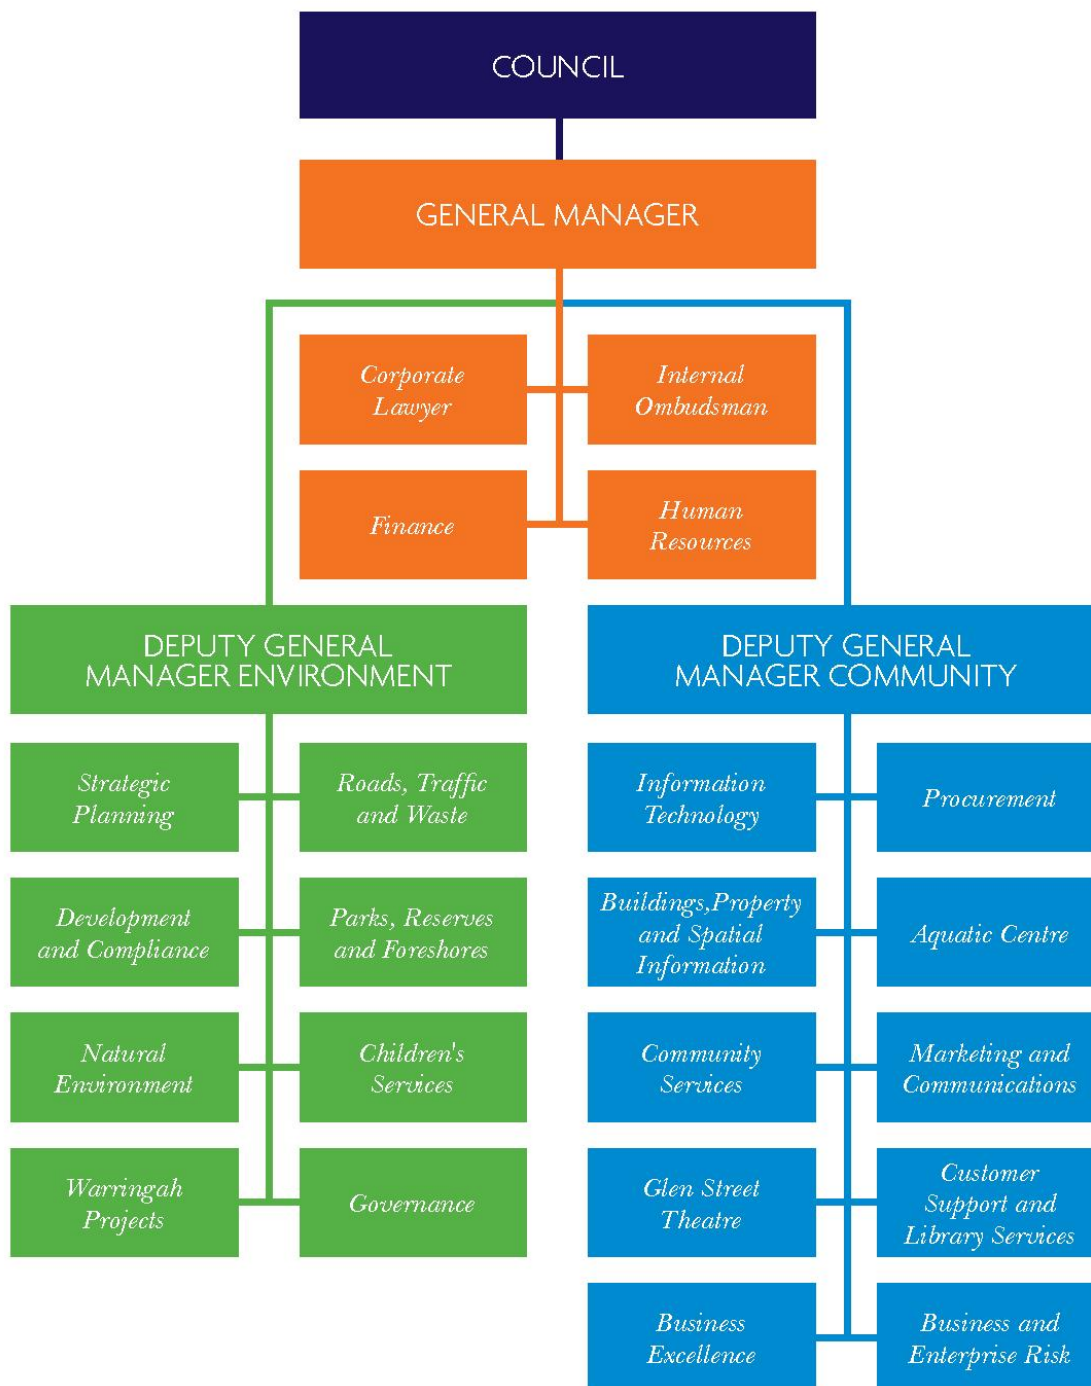 COUNCIL
GENERAL MANAGER
Corporate
Lawyer
Internal
Ombudsman
Finance
Human
Resources
DEPUTY GENERAL
MANAGER ENVIRONMENT
DEPUTY GENERAL
MANAGER COMMUNITY
Strategic
Planning
Roads, Traffic
and Waste
Information
Technology
Procurement
Development
and Compliance
Parks, Reserves
and Foreshores
Buildings,Property
and Spatial
Information
Aquatic Centre
Natural
Environment
Children's
Services
Community
Services
Marketing and
Communications
Warringah
Projects
Governance
Glen Street
Theatre
Customer
Support and
Library Services
Business
Excellence
Business and
Enterprise Risk